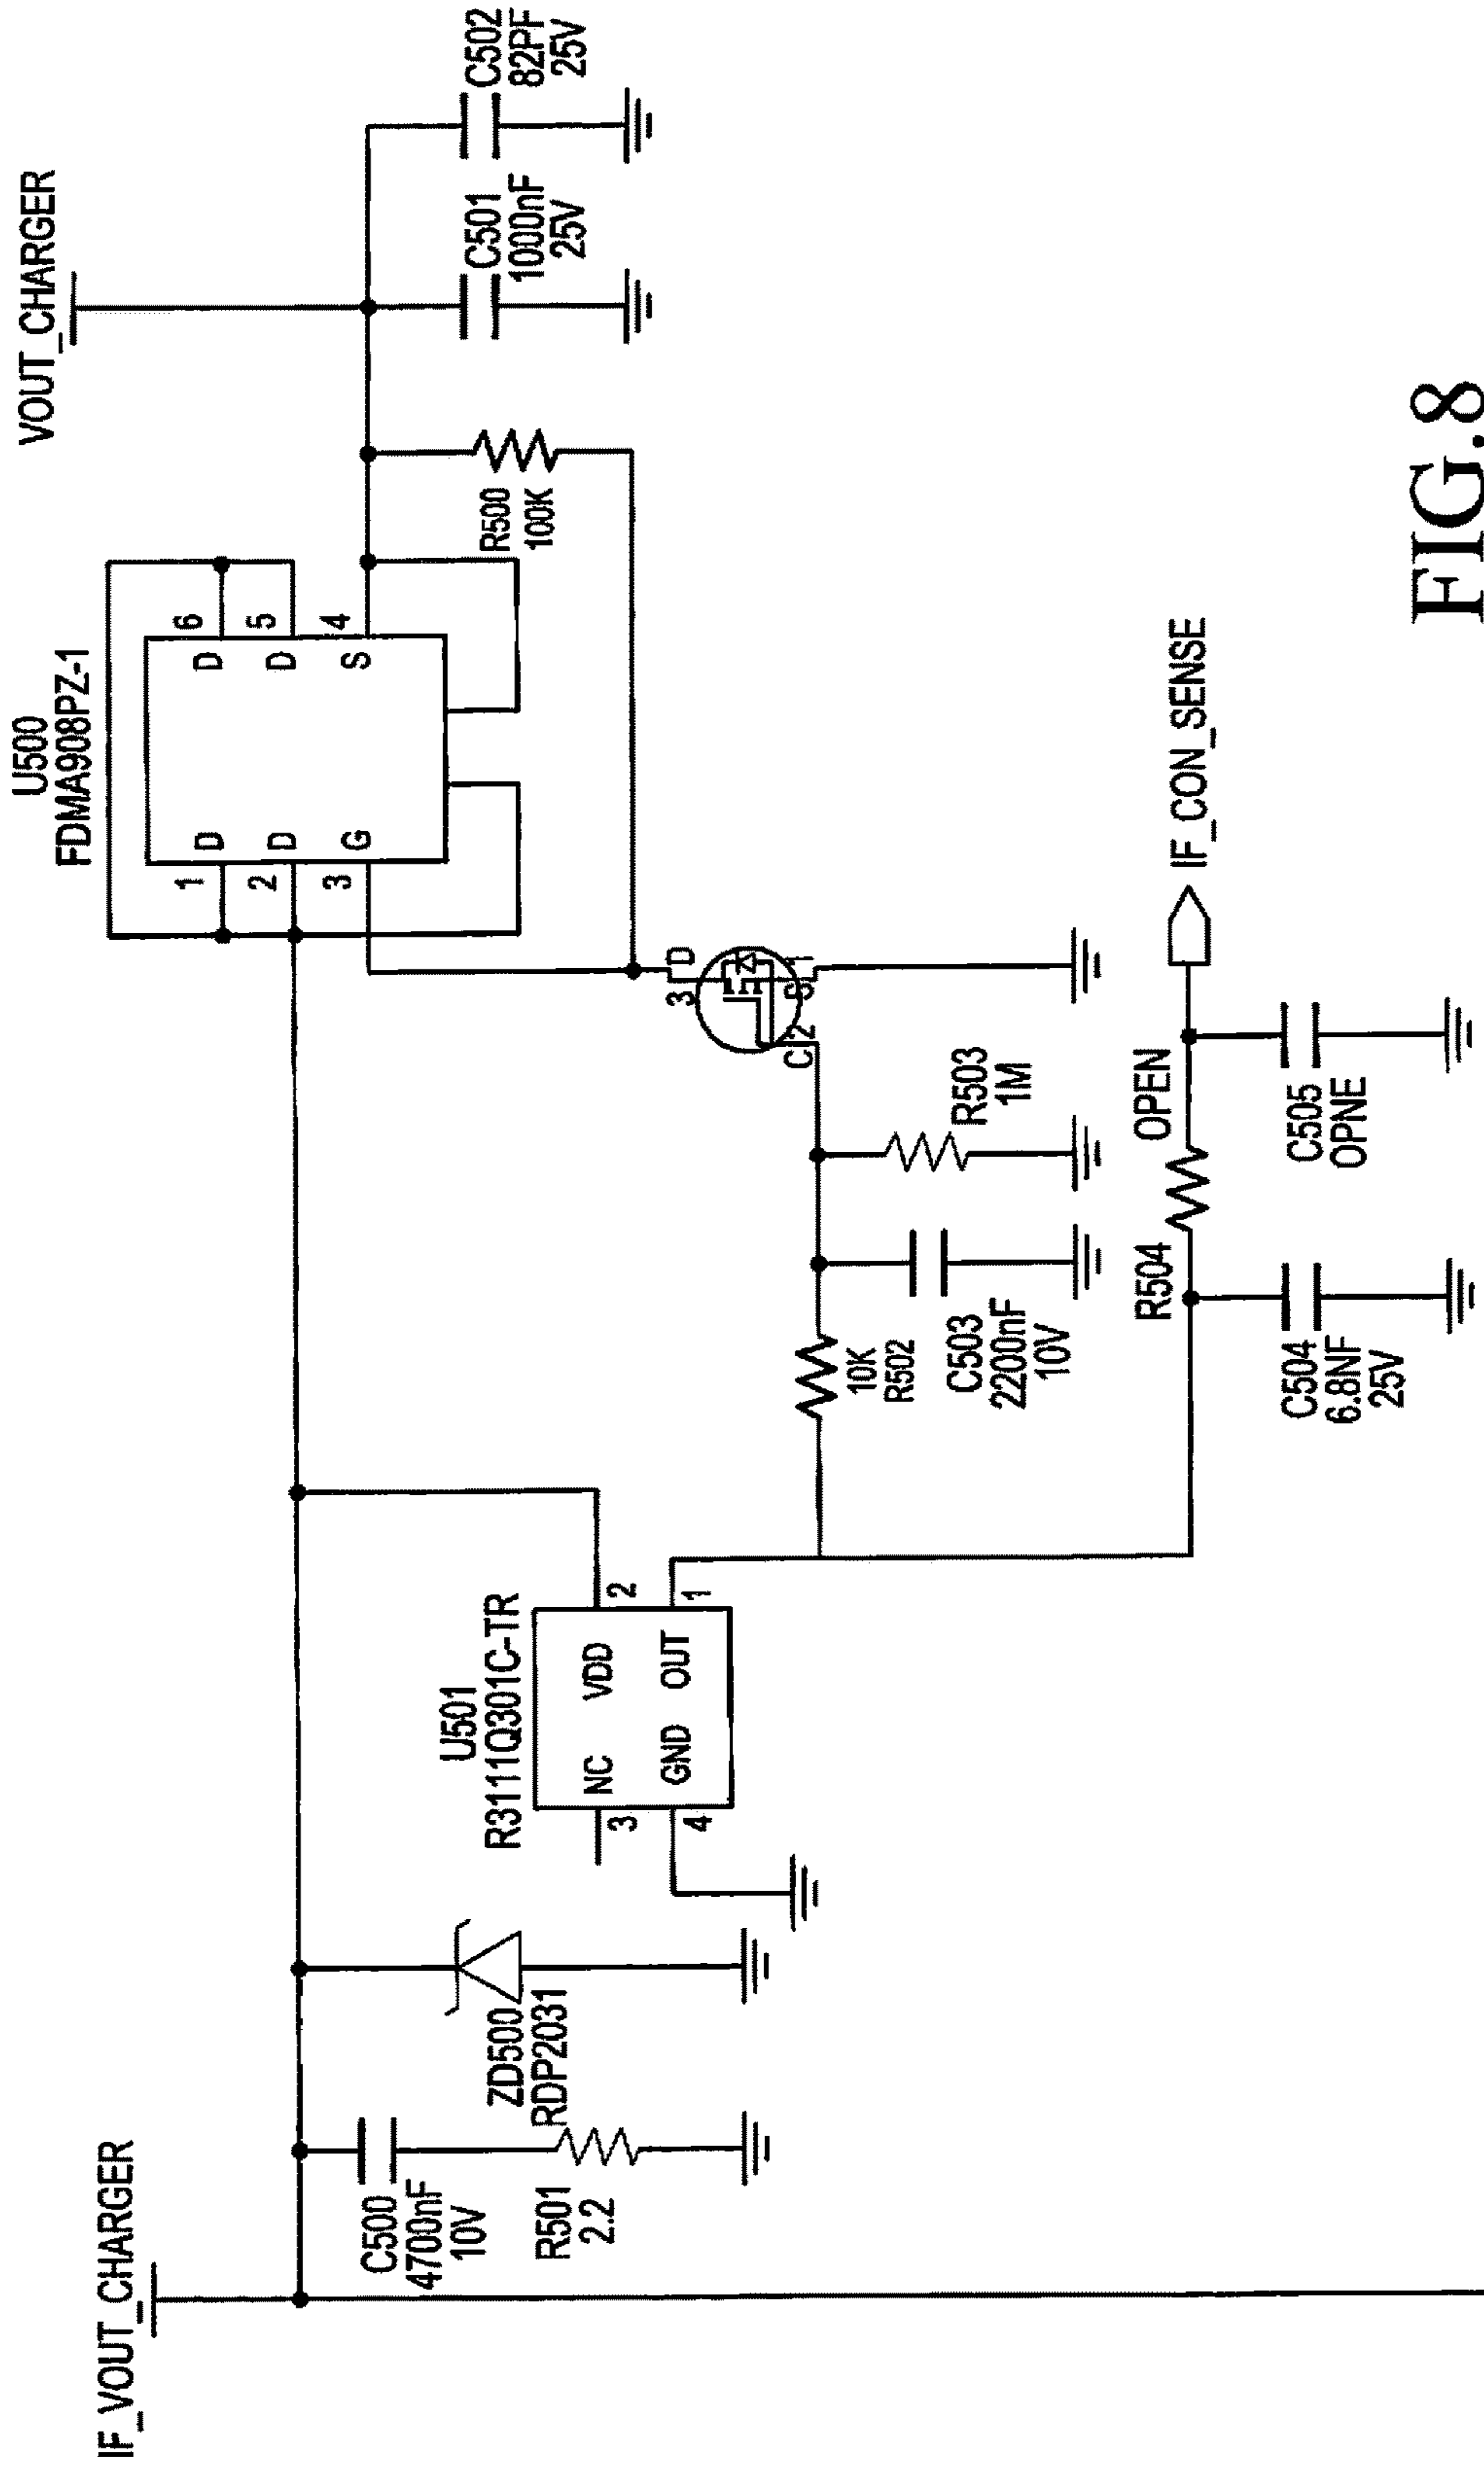 IF_VOUT_CHARGER
C500
4700nF
10V
R501
2.2
ZD500
RDP2031
U501
R3111Q301C-TR
NC
VDD
GND
OUT
3
4
2
1
10K
R502
C503
2200nF
10V
R503
1M
R504
OPEN
C504
6.8NF
25V
C505
OPNE
IF_CON_SENSE
3
D
C
2
S
1
U500
FDMA908PZ-1
1
2
3
D
D
G
D
D
S
6
5
4
R500
100K
VOUT_CHARGER
C501
1000nF
25V
C502
82PF
25V
FIG.8